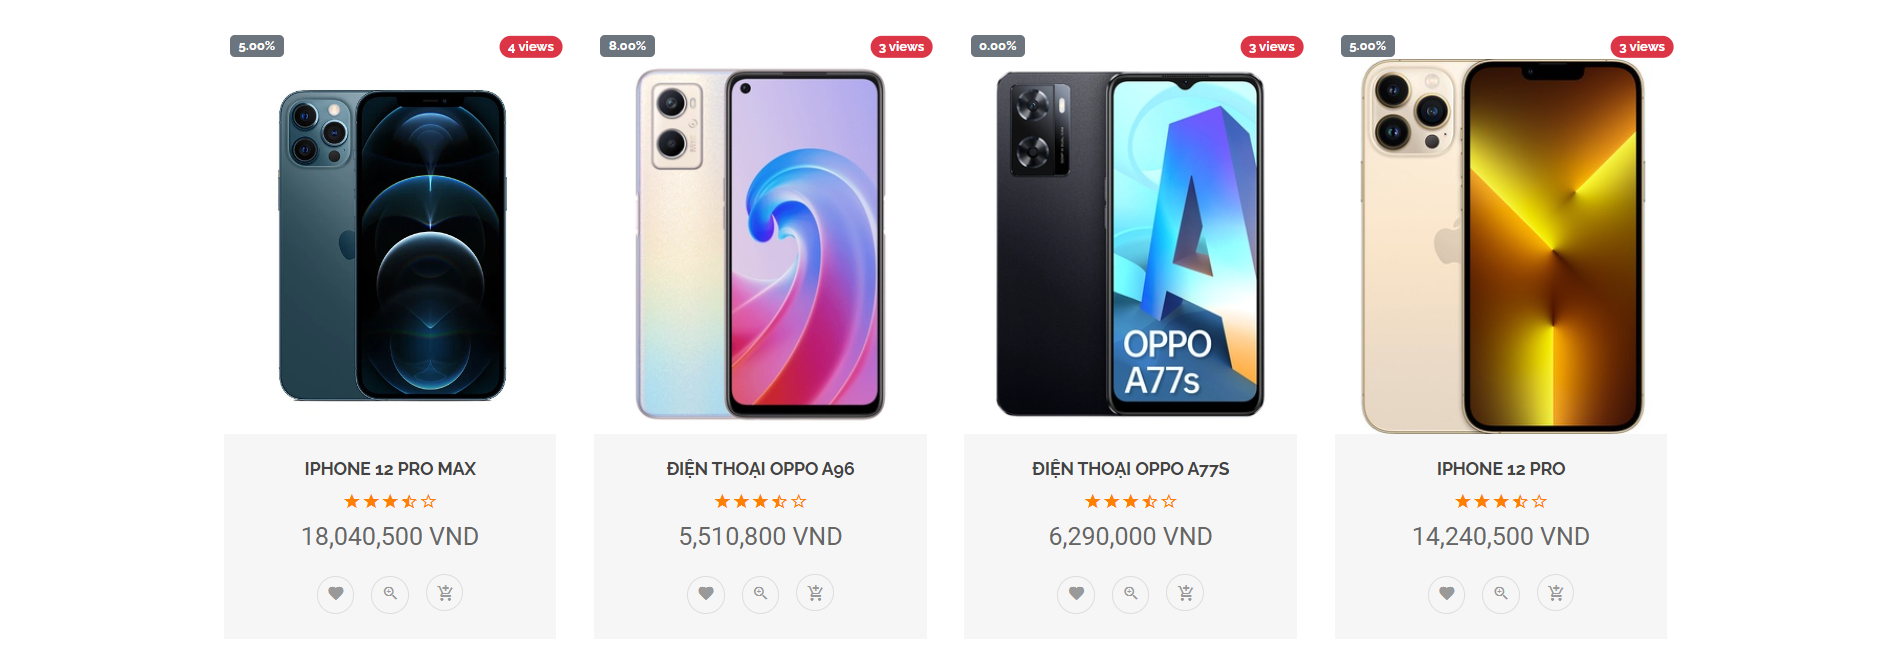 5.00%
4 views
8.00%
3 views
0.00%
3 views
5.00%
3 views
OPPO
A77s
IPHONE 12 PRO MAX
ĐIỆN THOẠI OPPO A96
ĐIỆN THOẠI OPPO A77S
IPHONE 12 PRO
18,040,500 VND
5,510,800 VND
6,290,000 VND
14,240,500 VND